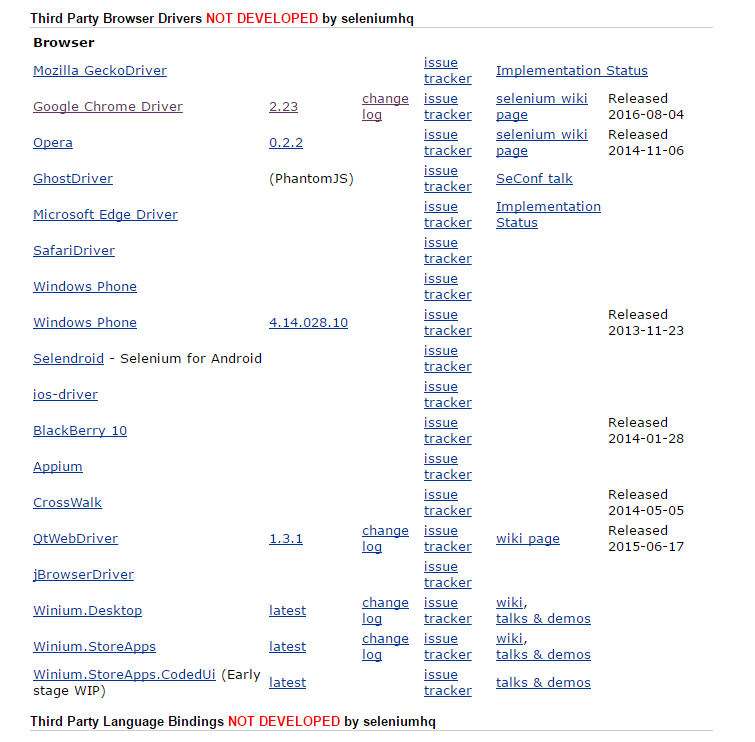 Third Party Browser Drivers NOT DEVELOPED by seleniumhq
Browser
Mozilla GeckoDriver issue tracker Implementation Status
Google Chrome Driver 2.23 change log issue tracker selenium wiki page Released 2016-08-04
Opera 0.2.2 issue tracker selenium wiki page Released 2014-11-06
GhostDriver (PhantomJS) issue tracker SeConf talk
Microsoft Edge Driver issue tracker Implementation Status
SafariDriver issue tracker
Windows Phone issue tracker
Windows Phone 4.14.028.10 issue tracker Released 2013-11-23
Selendroid - Selenium for Android issue tracker
ios-driver issue tracker
BlackBerry 10 issue tracker Released 2014-01-28
Appium issue tracker
CrossWalk issue tracker Released 2014-05-05
QtWebDriver 1.3.1 change log issue tracker wiki page Released 2015-06-17
jBrowserDriver issue tracker
Winium.Desktop latest change log issue tracker wiki, talks & demos
Winium.StoreApps latest change log issue tracker wiki, talks & demos
Winium.StoreApps.CodedUi (Early stage WIP) latest issue tracker talks & demos
Third Party Language Bindings NOT DEVELOPED by seleniumhq